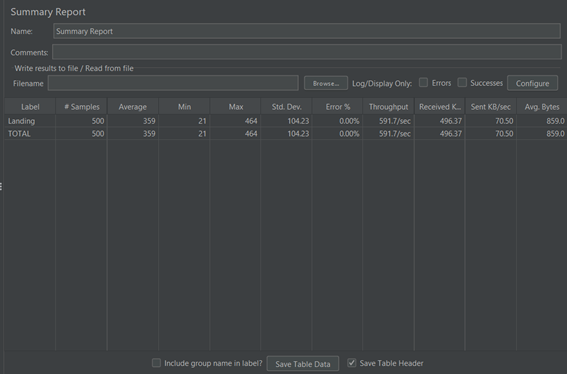 Summary Report
Name: Summary Report
Comments:
Write results to file / Read from file
Filename Browse... Log/Display Only: Errors Successes Configure
Label # Samples Average Min Max Std. Dev. Error % Throughput Received K... Sent KB/sec Avg. Bytes
Landing 500 359 21 464 104.23 0.00% 591.7/sec 496.37 70.50 859.0
TOTAL 500 359 21 464 104.23 0.00% 591.7/sec 496.37 70.50 859.0
Include group name in label? Save Table Data Save Table Header